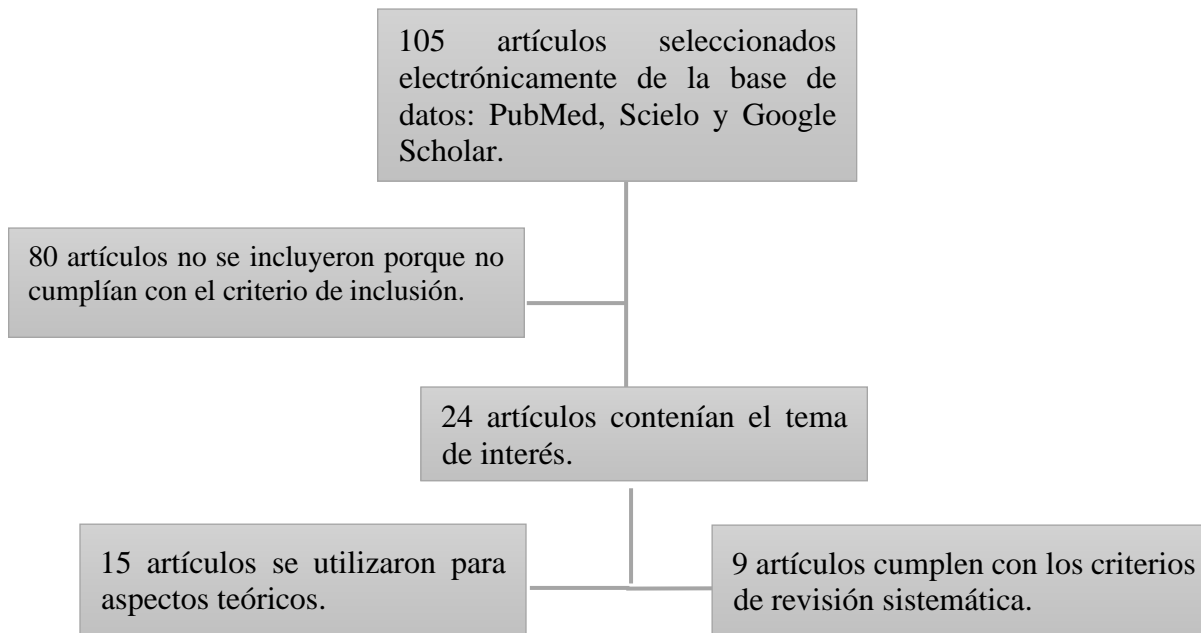 105 artículos seleccionados
electrónicamente de la base de
datos: PubMed, Scielo y Google
Scholar.
80 artículos no se incluyeron porque no
cumplían con el criterio de inclusión.
24 artículos contenían el tema
de interés.
15 artículos se utilizaron para
aspectos teóricos.
9 artículos cumplen con los criterios
de revisión sistemática.